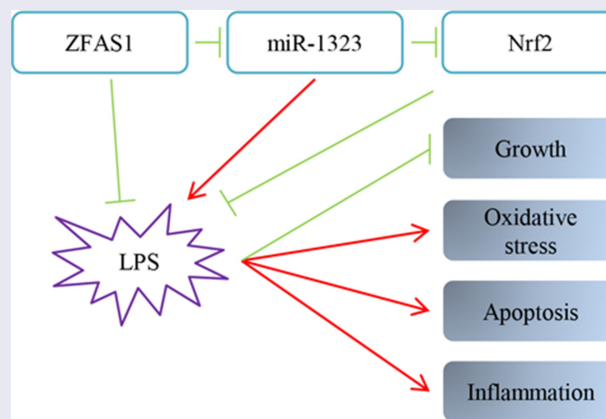 ZFAS1
miR-1323
Nrf2
Growth
Oxidative
stress
LPS
Apoptosis
Inflammation